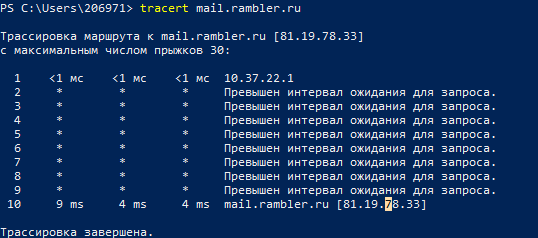 PS C:\Users\206971> tracert mail.rambler.ru
Трассировка маршрута к mail.rambler.ru [81.19.78.33]
с максимальным числом прыжков 30:
1 <1 мс <1 мс <1 мс 10.37.22.1
2 * * * Превышен интервал ожидания для запроса.
3 * * * Превышен интервал ожидания для запроса.
4 * * * Превышен интервал ожидания для запроса.
5 * * * Превышен интервал ожидания для запроса.
6 * * * Превышен интервал ожидания для запроса.
7 * * * Превышен интервал ожидания для запроса.
8 * * * Превышен интервал ожидания для запроса.
9 * * * Превышен интервал ожидания для запроса.
10 9 ms 4 ms 4 ms mail.rambler.ru [81.19.78.33]
Трассировка завершена.